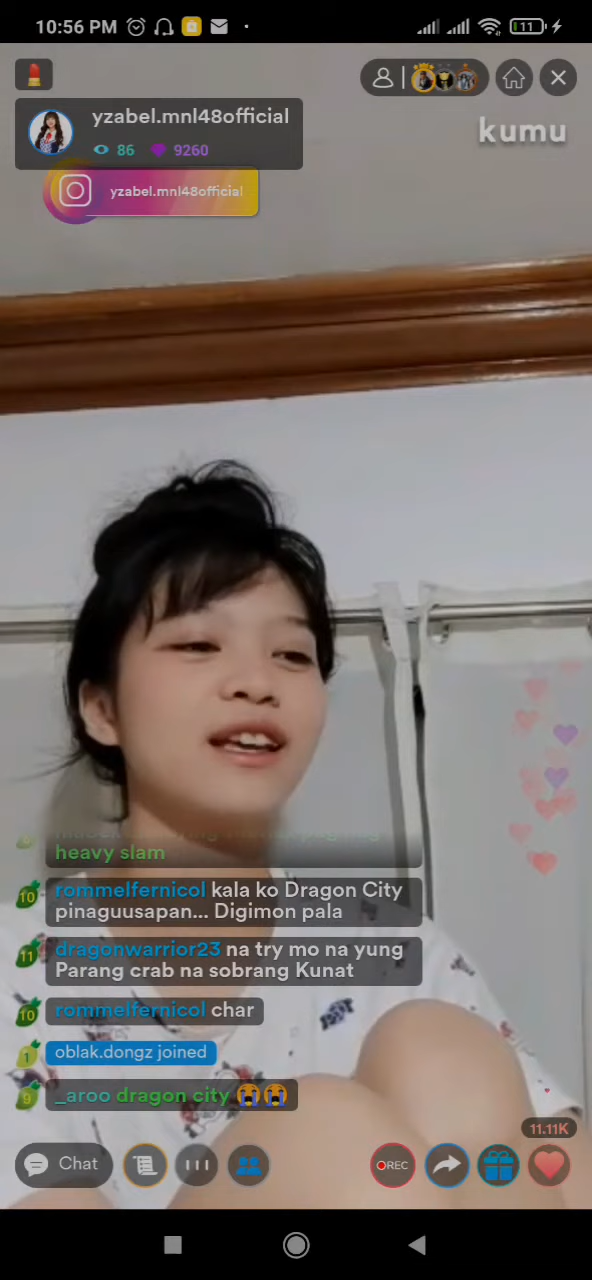 10:56 PM
11
yzabel.mnl48official
86 9260
kumu
yzabel.mnl48official
heavy slam
10 rommelfernicol kala ko Dragon City
pinaguusapan... Digimon pala
11 dragonwarrior23 na try mo na yung
Parang crab na sobrang Kunat
10 rommelfernicol char
1 oblak.dongz joined
9 _aroo dragon city 😭😭
11.11K
Chat
REC